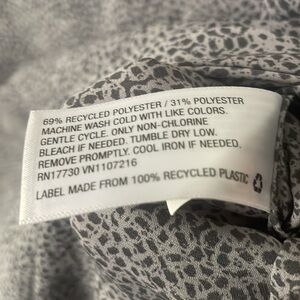 69% RECYCLED POLYESTER / 31% POLYESTER
MACHINE WASH COLD WITH LIKE COLORS.
GENTLE CYCLE. ONLY NON-CHLORINE
BLEACH IF NEEDED. TUMBLE DRY LOW.
REMOVE PROMPTLY. COOL IRON IF NEEDED.
RN17730 VN1107216
LABEL MADE FROM 100% RECYCLED PLASTIC